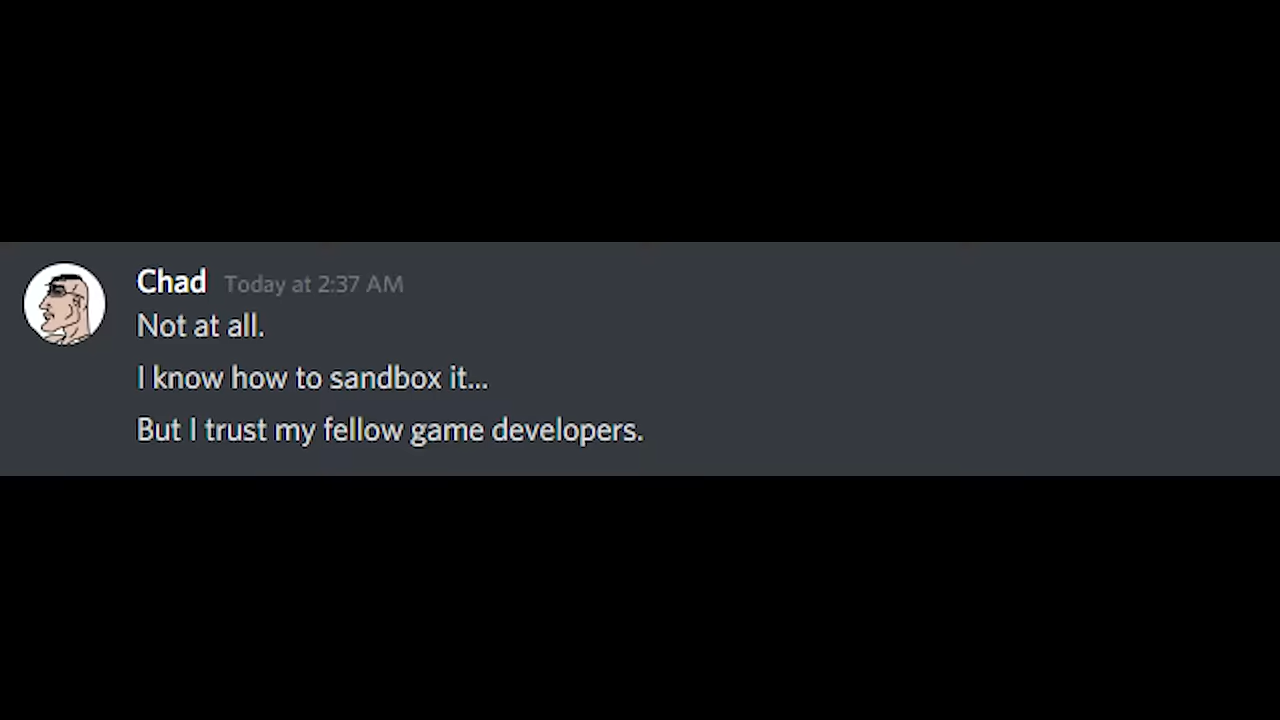 Chad Today at 2:37 AM
Not at all.
I know how to sandbox it...
But I trust my fellow game developers.